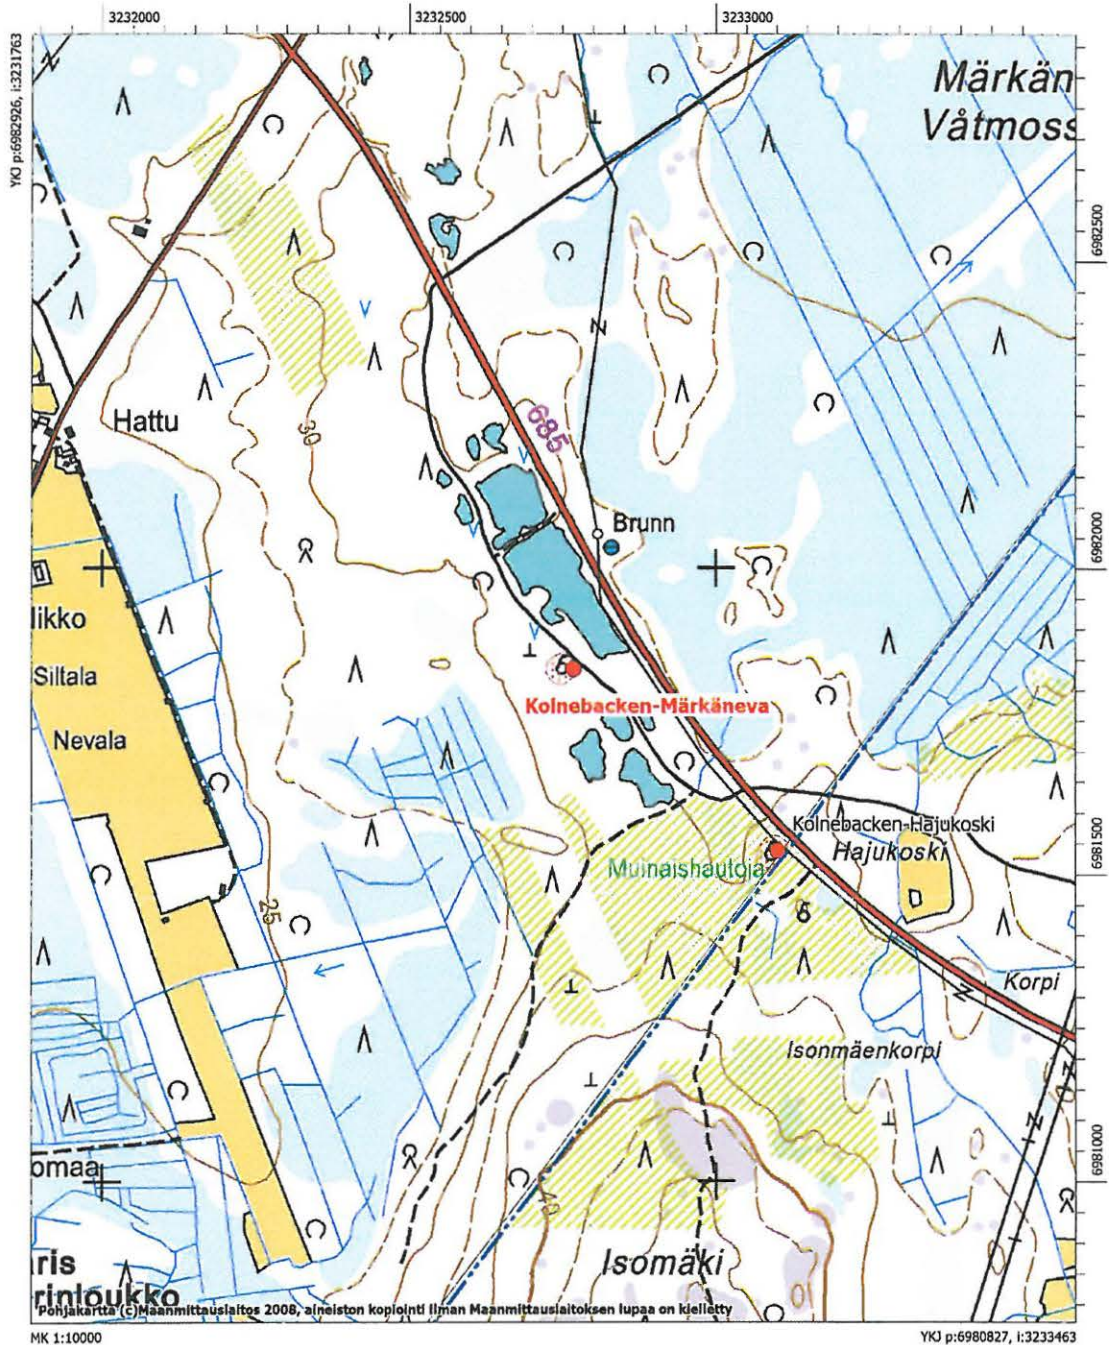 3232000
3232500
3233000
YKJ p:6982926, i:3231763
Märkän
Våtmoss
6982500
Hattu
30
685
Brunn
6982000
likko
Siltala
Nevala
Kolnebacken-Märkäneva
Kolnebacken-Hajukoski
Hajukoski
Muinaishautoja
6981500
25
Korpi
Isonmäenkorpi
6981000
omaa
40
Isomäki
ris
rinloukko
Pohjakartta (c)Maanmittauslaitos 2008, aineiston kopiointi ilman Maanmittauslaitoksen lupaa on kielletty
MK 1:10000
YKJ p:6980827, i:3233463